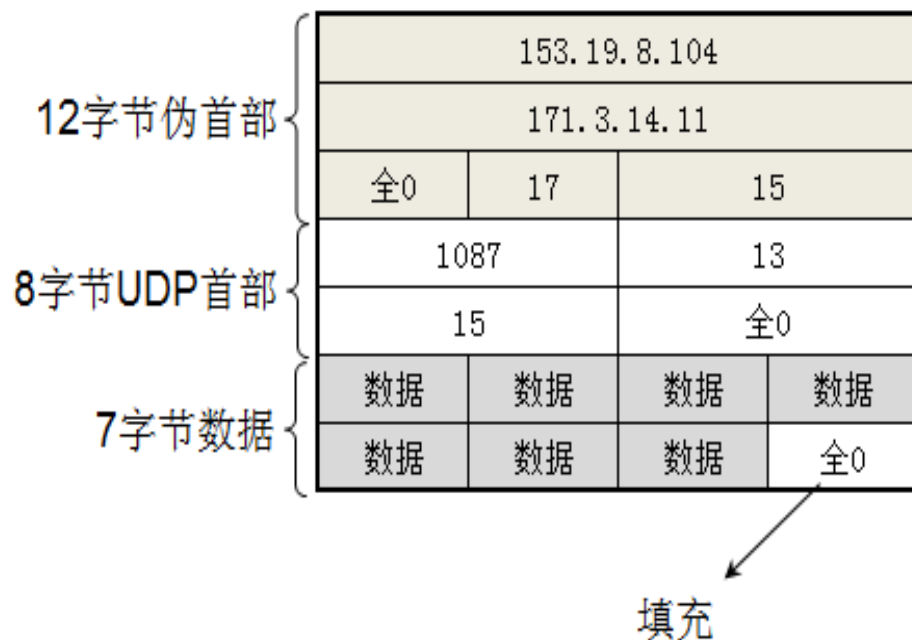 153.19.8.104
12字节伪首部
171.3.14.11
全0 17 15
1087 13
8字节UDP首部
15 全0
数据 数据 数据 数据
7字节数据
数据 数据 数据 全0
填充